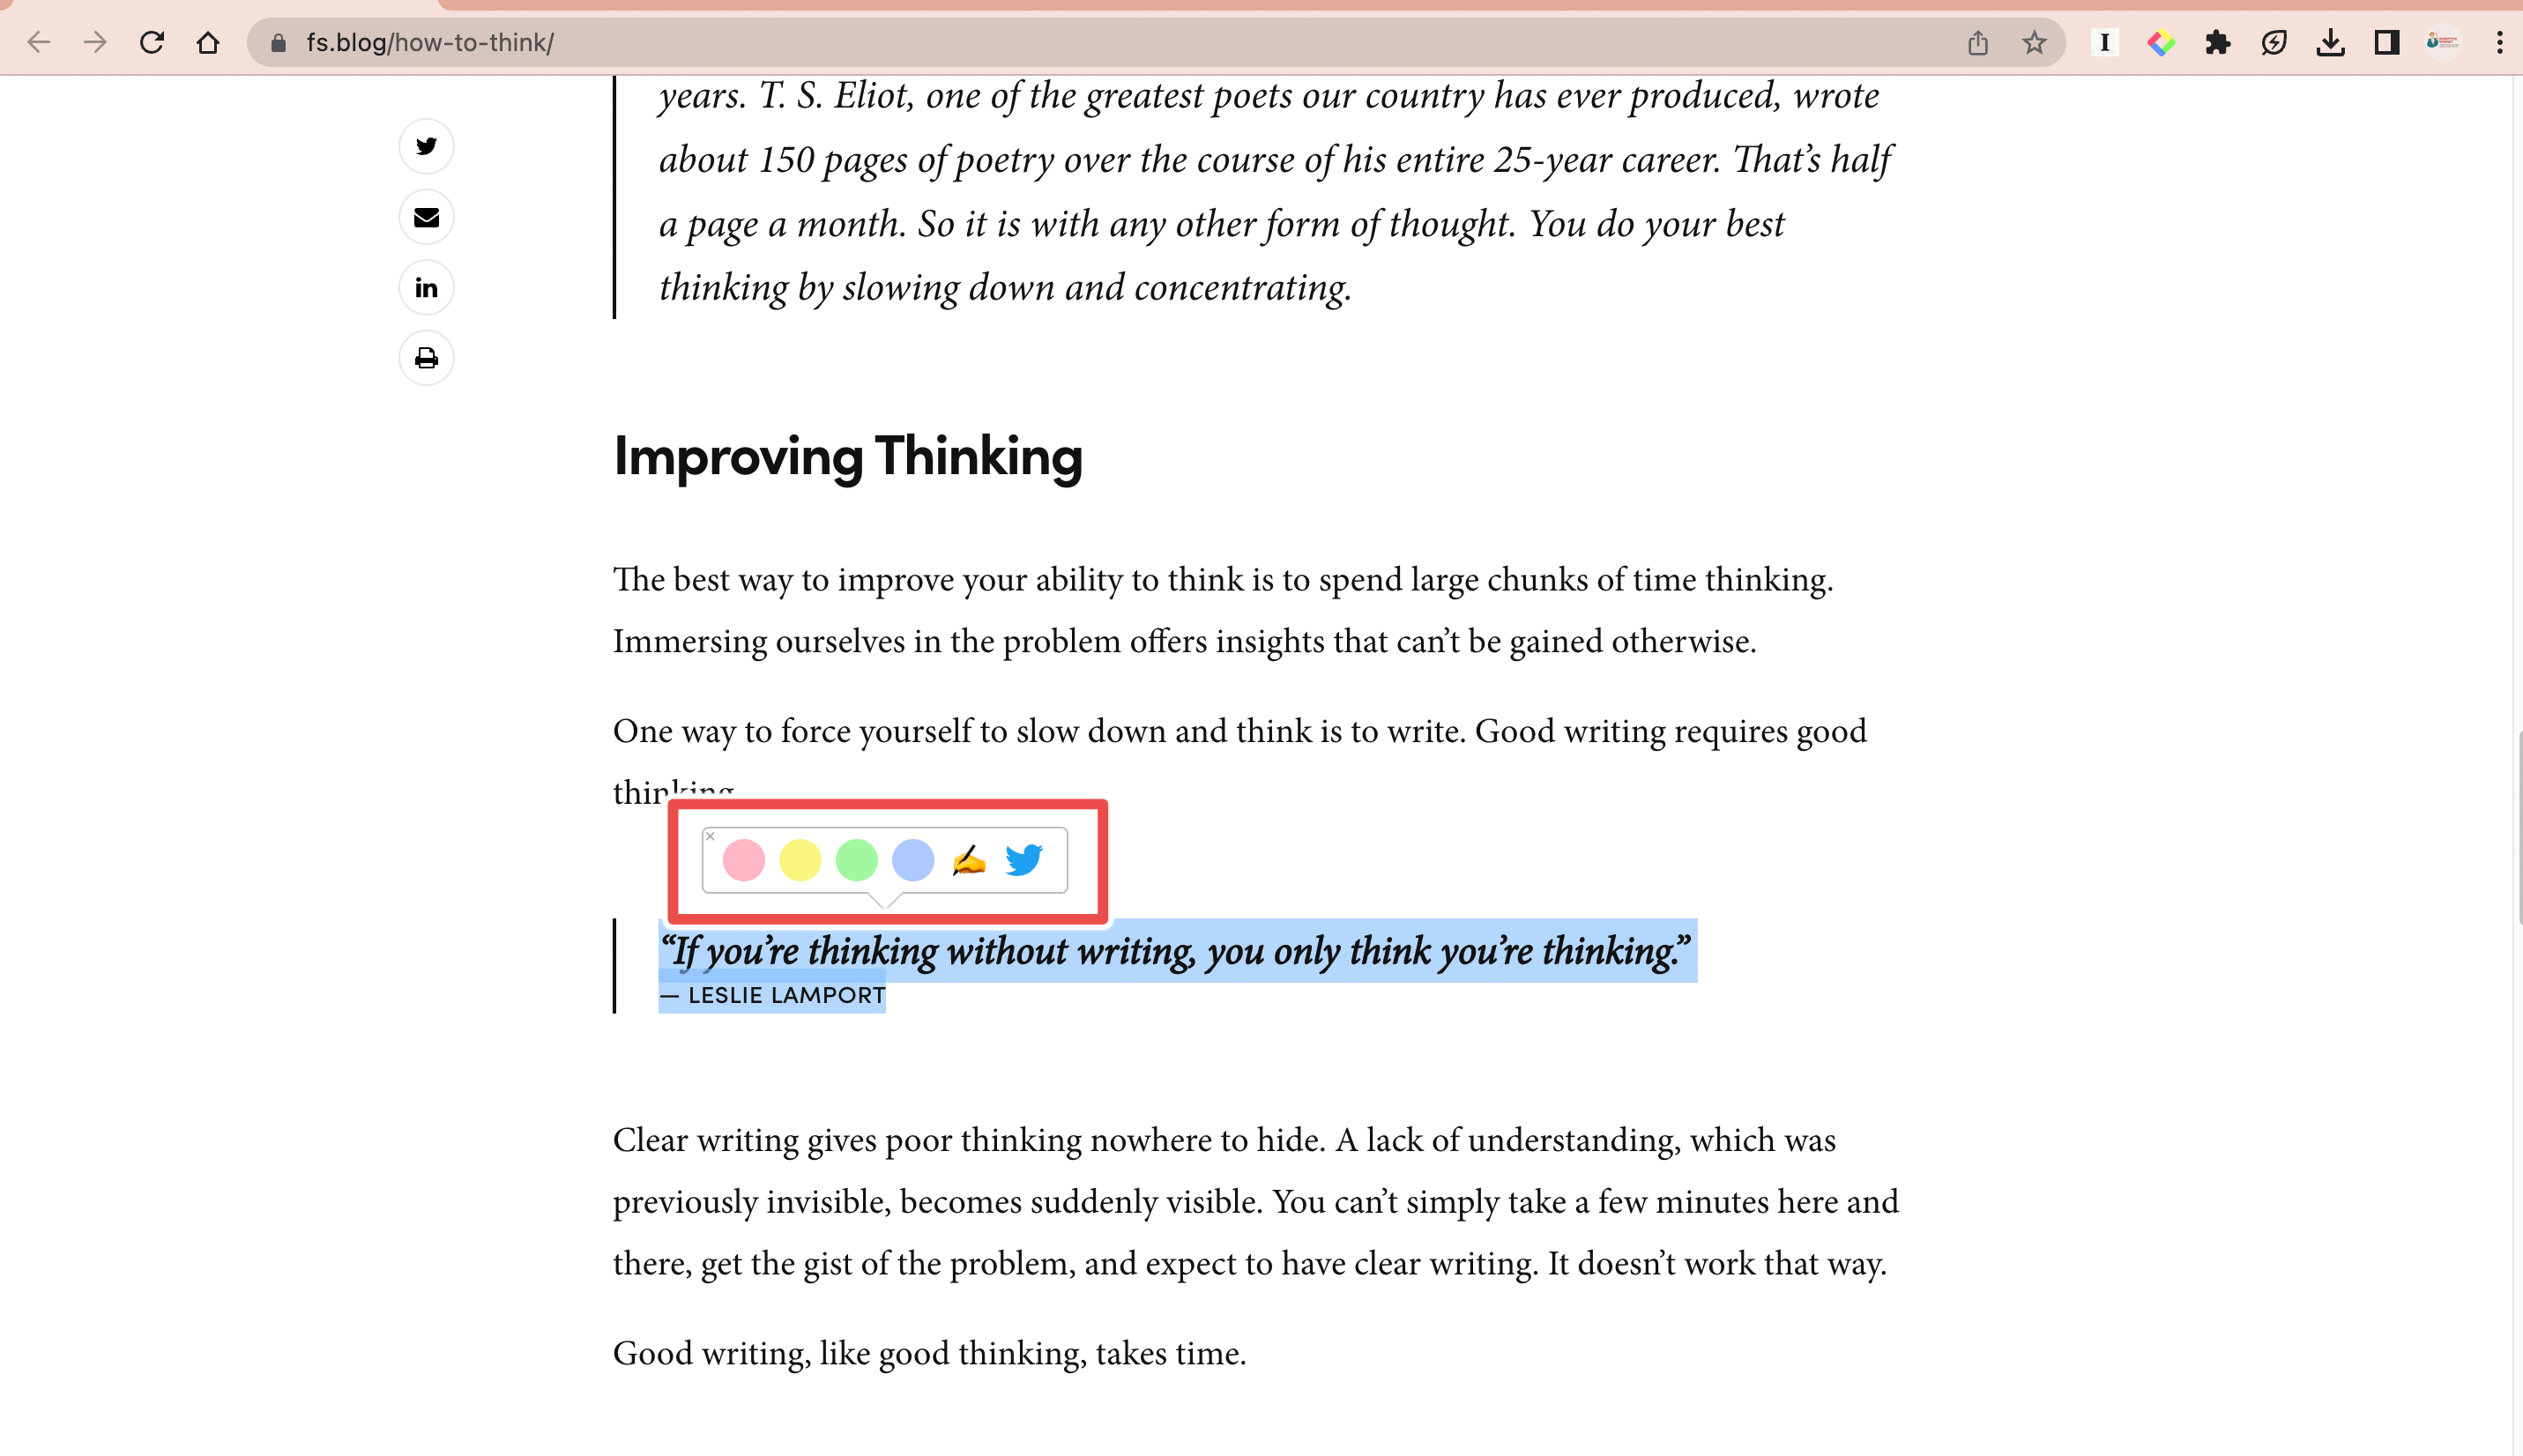 fs.blog/how-to-think/
years. T. S. Eliot, one of the greatest poets our country has ever produced, wrote
about 150 pages of poetry over the course of his entire 25-year career. That’s half
a page a month. So it is with any other form of thought. You do your best
thinking by slowing down and concentrating.
Improving Thinking
The best way to improve your ability to think is to spend large chunks of time thinking.
Immersing ourselves in the problem offers insights that can’t be gained otherwise.
One way to force yourself to slow down and think is to write. Good writing requires good
thinking
“If you’re thinking without writing, you only think you’re thinking.”
— LESLIE LAMPORT
Clear writing gives poor thinking nowhere to hide. A lack of understanding, which was
previously invisible, becomes suddenly visible. You can’t simply take a few minutes here and
there, get the gist of the problem, and expect to have clear writing. It doesn’t work that way.
Good writing, like good thinking, takes time.